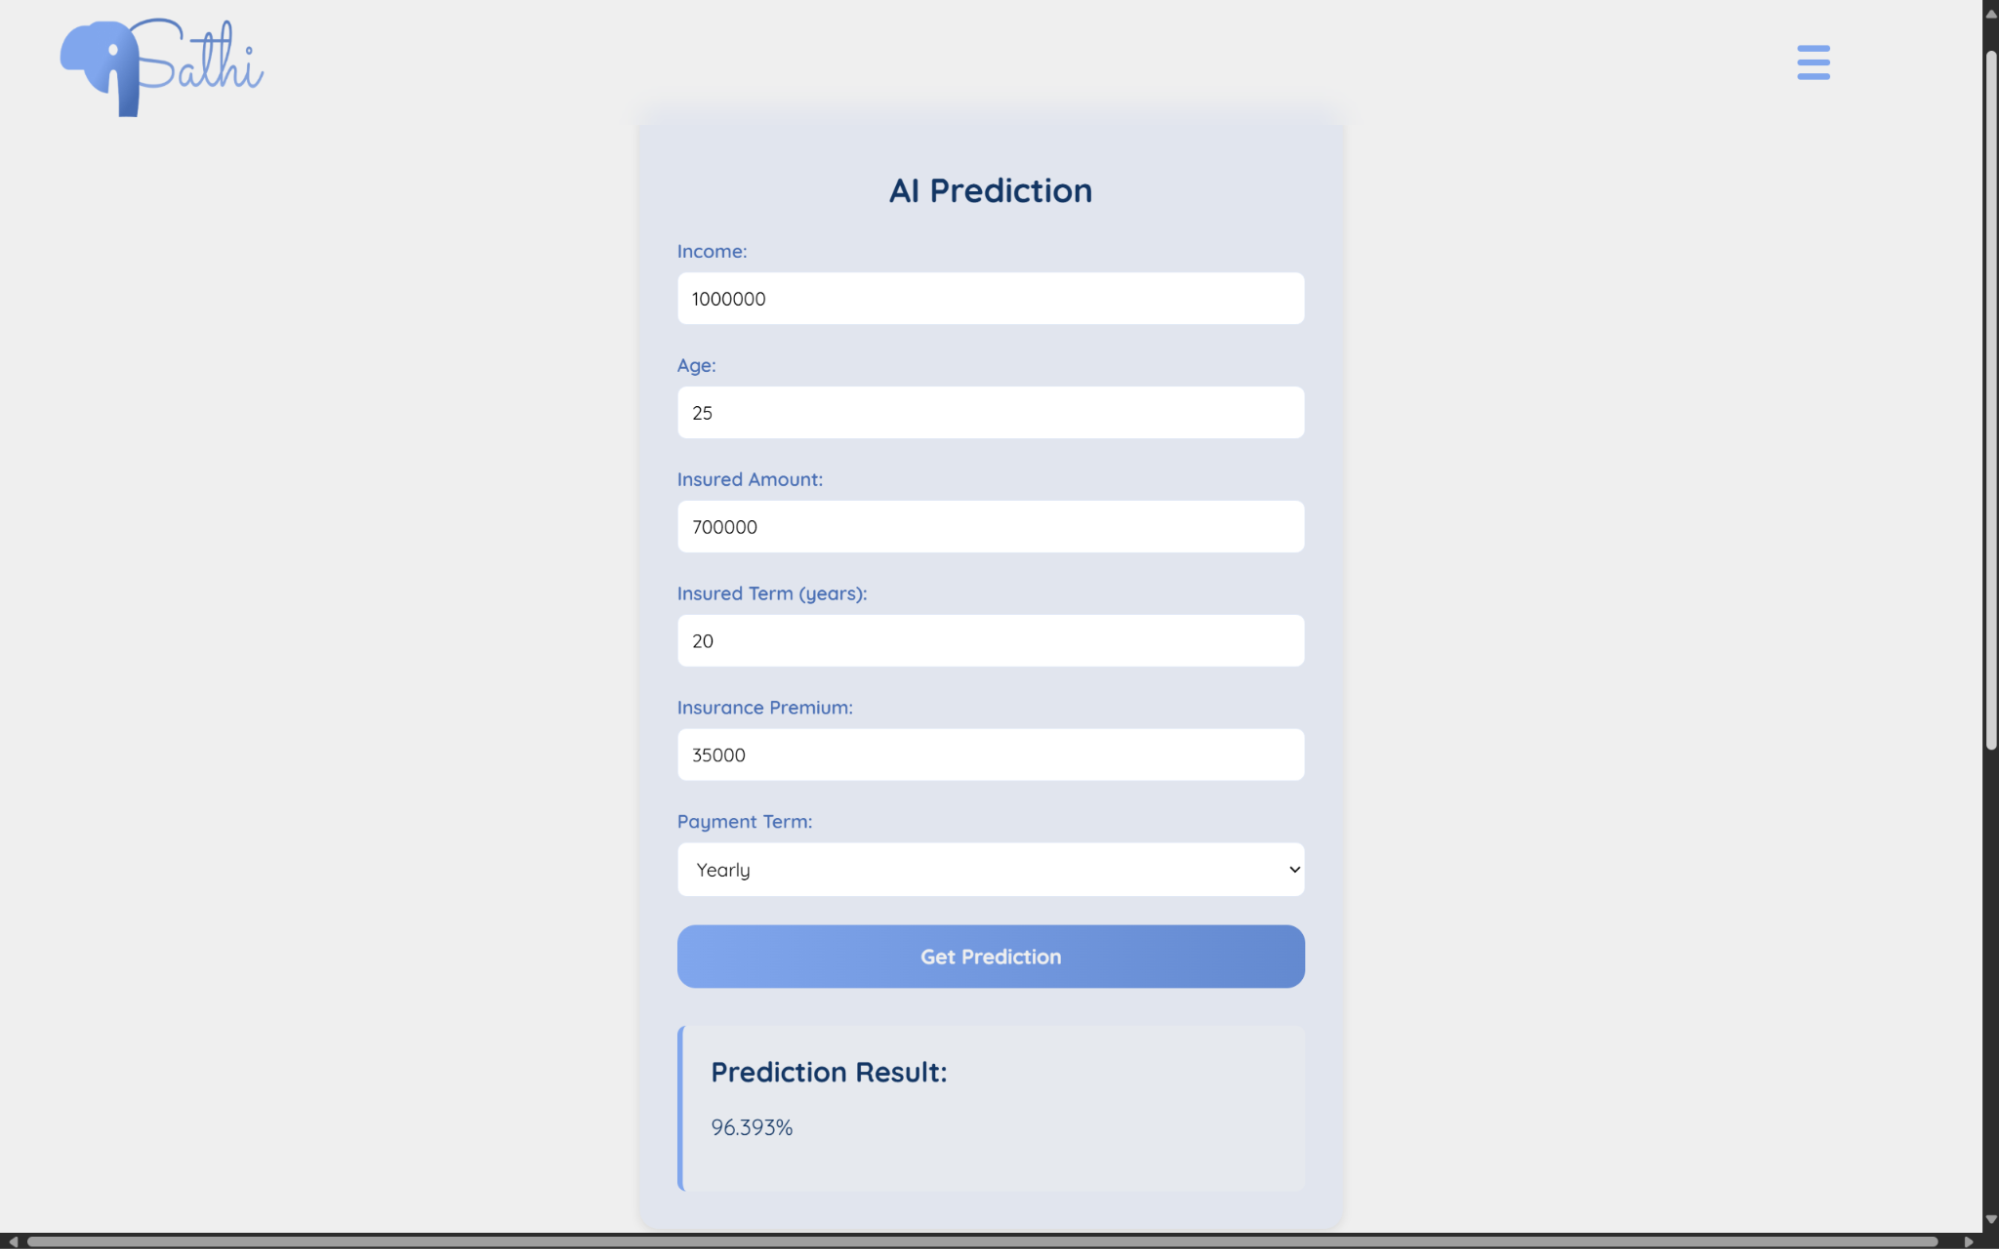 Sathi
AI Prediction
Income:
1000000
Age:
25
Insured Amount:
700000
Insured Term (years):
20
Insurance Premium:
35000
Payment Term:
Yearly
Get Prediction
Prediction Result:
96.393%